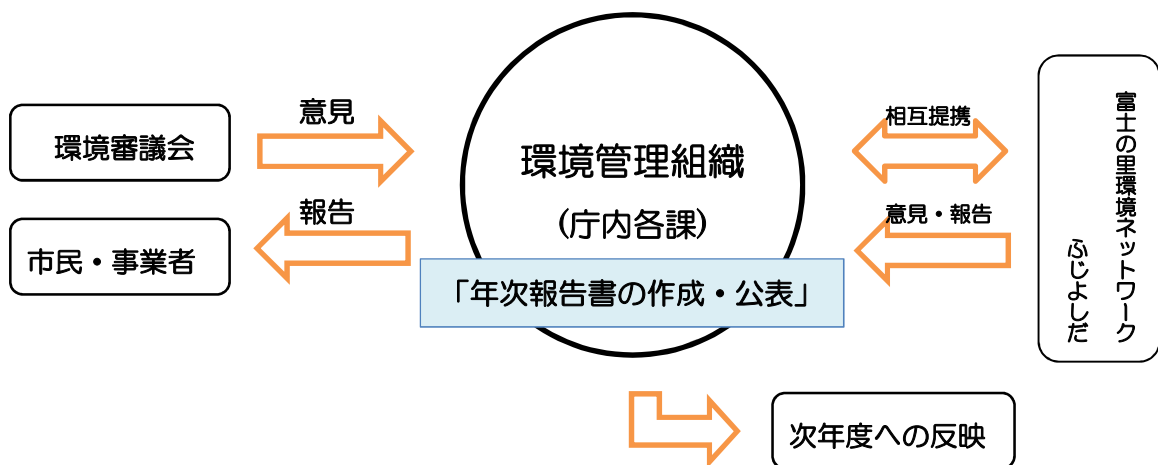 環境審議会
意見
環境管理組織
(庁内各課)
「年次報告書の作成・公表」
報告
市民・事業者
相互提携
意見・報告
富士の里環境ネットワーク
ふじよしだ
次年度への反映